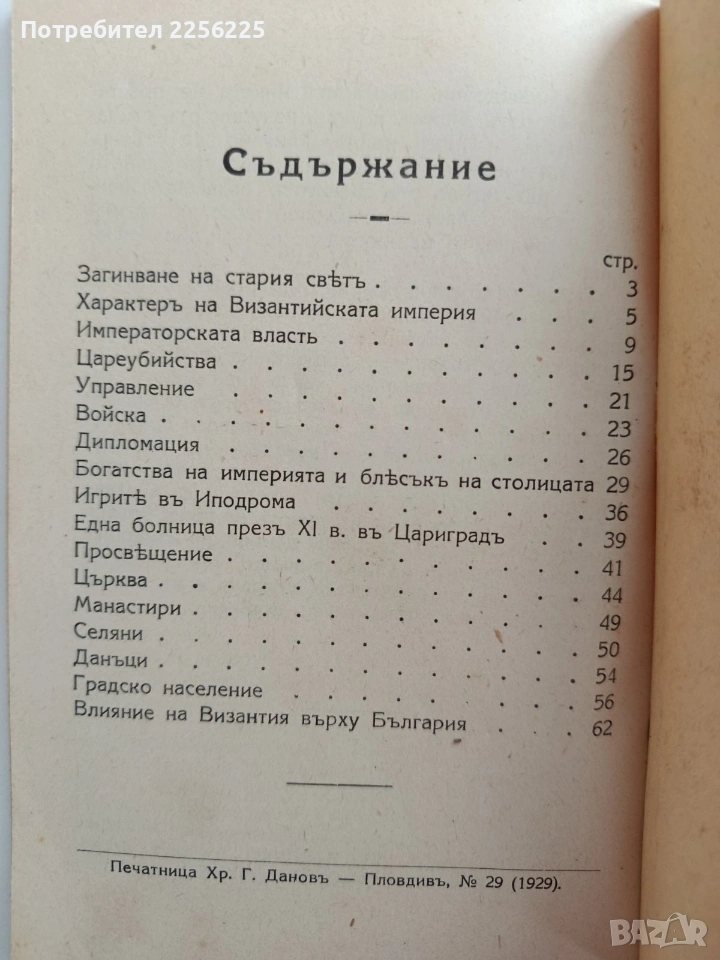 Потребител 2256225
Съдържание
стр.
Загинване на стария свѣтъ . . . . . . . 3
Характеръ на Византийската империя . . . 5
Императорската власть . . . . . . . . 9
Цареубийства . . . . . . . . . . . 15
Управление . . . . . . . . . . . 21
Войска . . . . . . . . . . . . . 23
Дипломация . . . . . . . . . . . 26
Богатства на империята и блѣсъкъ на столицата 29
Игритѣ въ Иподрома . . . . . . . . 36
Една болница презъ XI в. въ Цариградъ . . 39
Просвѣщение . . . . . . . . . . . 41
Църква . . . . . . . . . . . . . 44
Манастири . . . . . . . . . . . . 49
Селяни . . . . . . . . . . . . . 50
Данъци . . . . . . . . . . . . . 54
Градско население . . . . . . . . . 56
Влияние на Византия върху България . . . 62
Печатница Хр. Г. Дановъ — Пловдивъ, № 29 (1929).
BAZAR